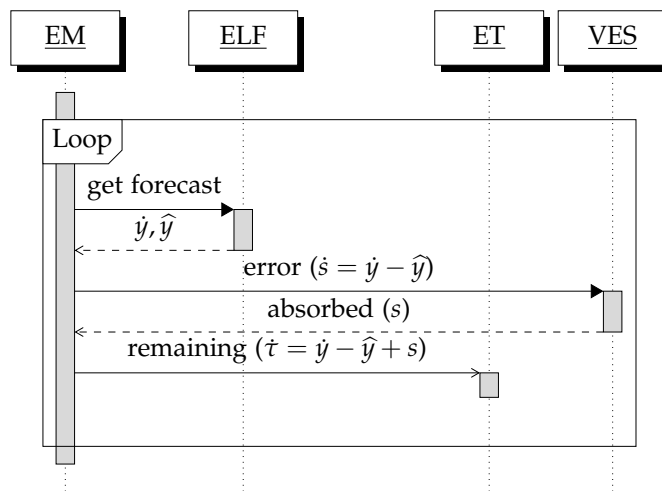 EM ELF ET VES
Loop
get forecast
ẏ, ŷ
error (ṡ = ẏ − ŷ)
absorbed (s)
remaining (τ̇ = ẏ − ŷ + s)